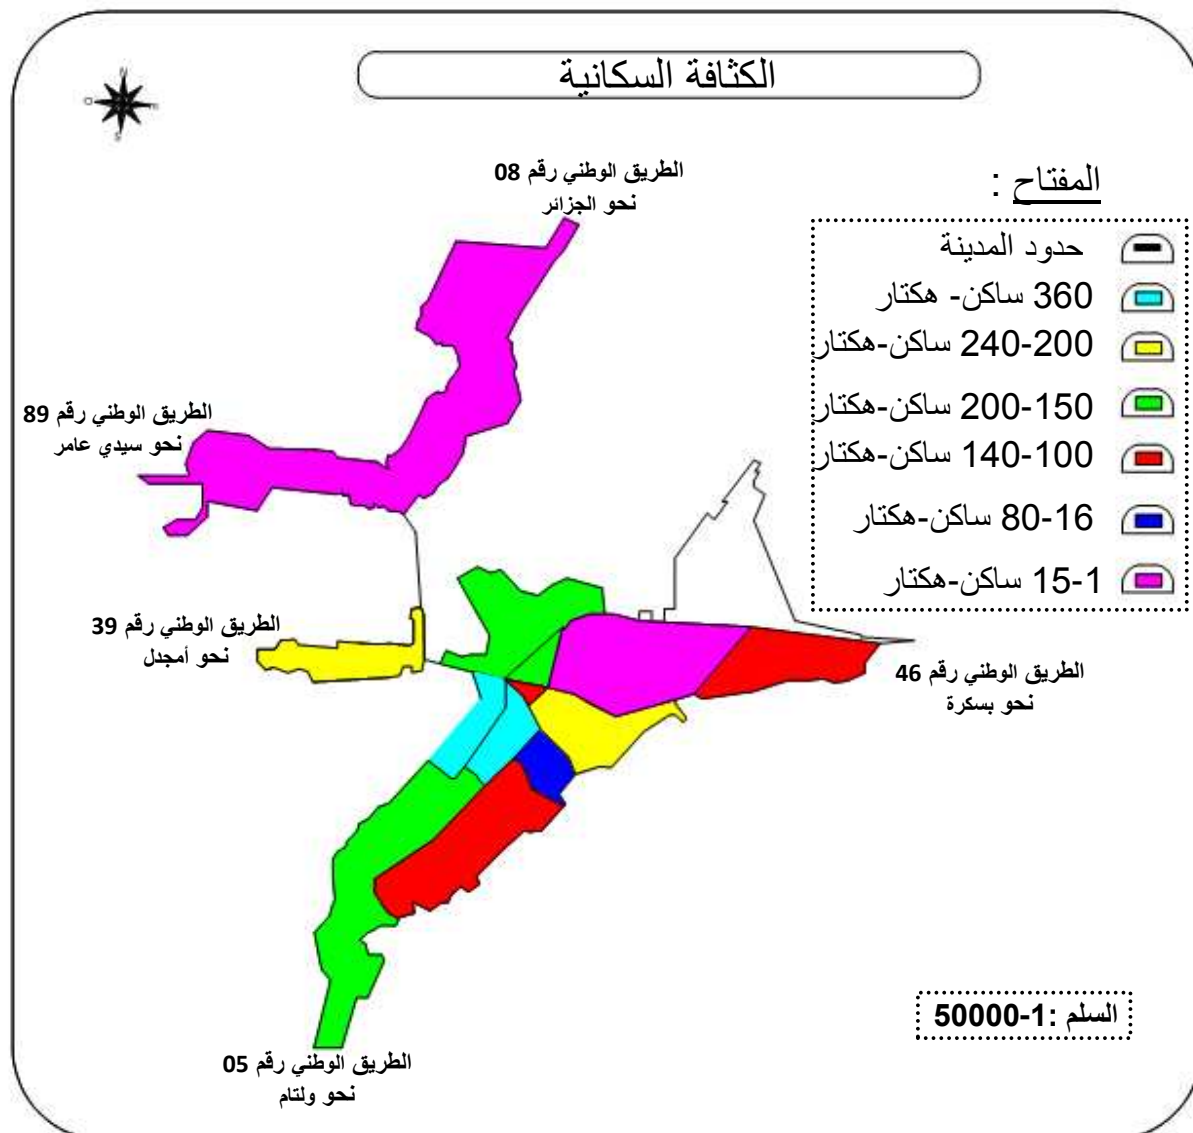 الكثافة السكانية
N
O
E
S
الطريق الوطني رقم 08
نحو الجزائر
المفتاح :
حدود المدينة
360 ساكن- هكتار
240-200 ساكن-هكتار
200-150 ساكن-هكتار
140-100 ساكن-هكتار
80-16 ساكن-هكتار
15-1 ساكن-هكتار
الطريق الوطني رقم 89
نحو سيدي عامر
الطريق الوطني رقم 39
نحو أمجدل
الطريق الوطني رقم 46
نحو بسكرة
السلم :1-50000
الطريق الوطني رقم 05
نحو ولتام